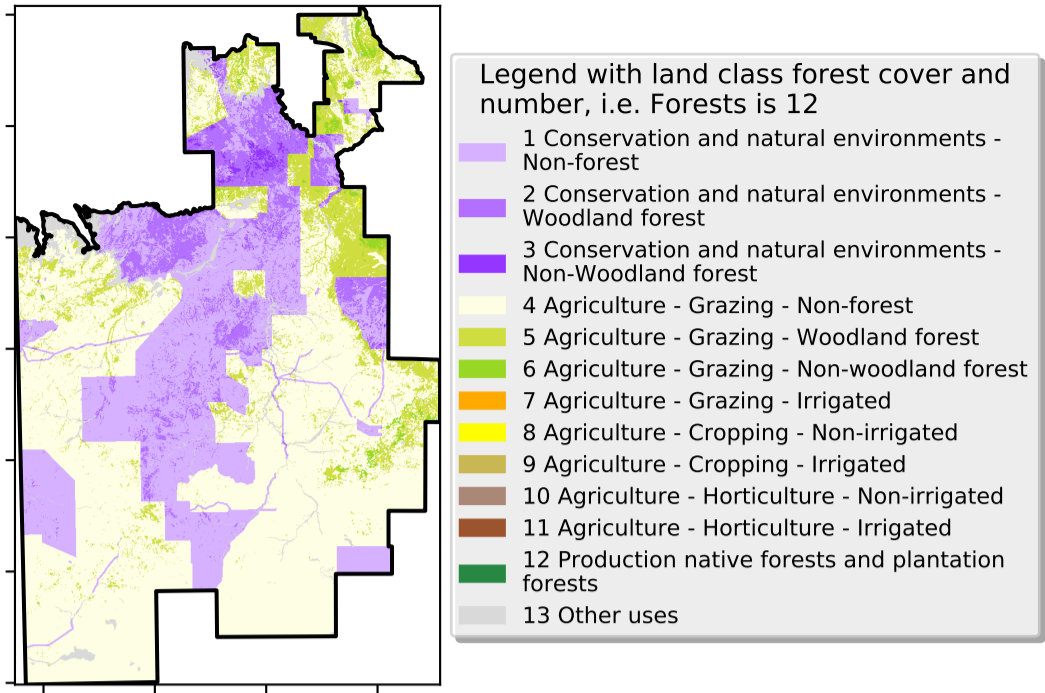 Legend with land class forest cover and
number, i.e. Forests is 12
1 Conservation and natural environments -
Non-forest
2 Conservation and natural environments -
Woodland forest
3 Conservation and natural environments -
Non-Woodland forest
4 Agriculture - Grazing - Non-forest
5 Agriculture - Grazing - Woodland forest
6 Agriculture - Grazing - Non-woodland forest
7 Agriculture - Grazing - Irrigated
8 Agriculture - Cropping - Non-irrigated
9 Agriculture - Cropping - Irrigated
10 Agriculture - Horticulture - Non-irrigated
11 Agriculture - Horticulture - Irrigated
12 Production native forests and plantation
forests
13 Other uses